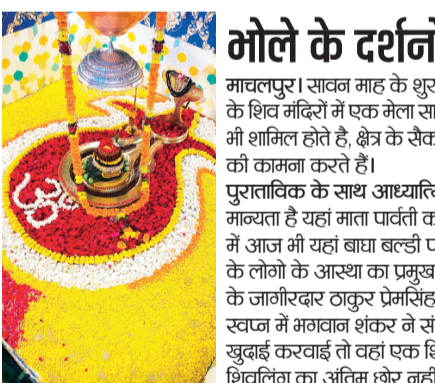 भोले के दर्शनो
माचलपुर। सावन माह के
के शिव मंदिरों में एक मेला
भी शामिल होते है, क्षेत्र के
की कामना करते हैं।
पुराताविक के साथ
मान्यता है यहां माता पार्वती
में आज भी यहां बाघा बल्डी
के लोगो के आस्था का प्रमुख
के जागीरदार ठाकुर प्रेमसिंह
स्वप्न में भगवान शंकर ने
खुदाई करवाई तो वहां एक
शिवलिंग का अंतिम छोर नही
ॐ